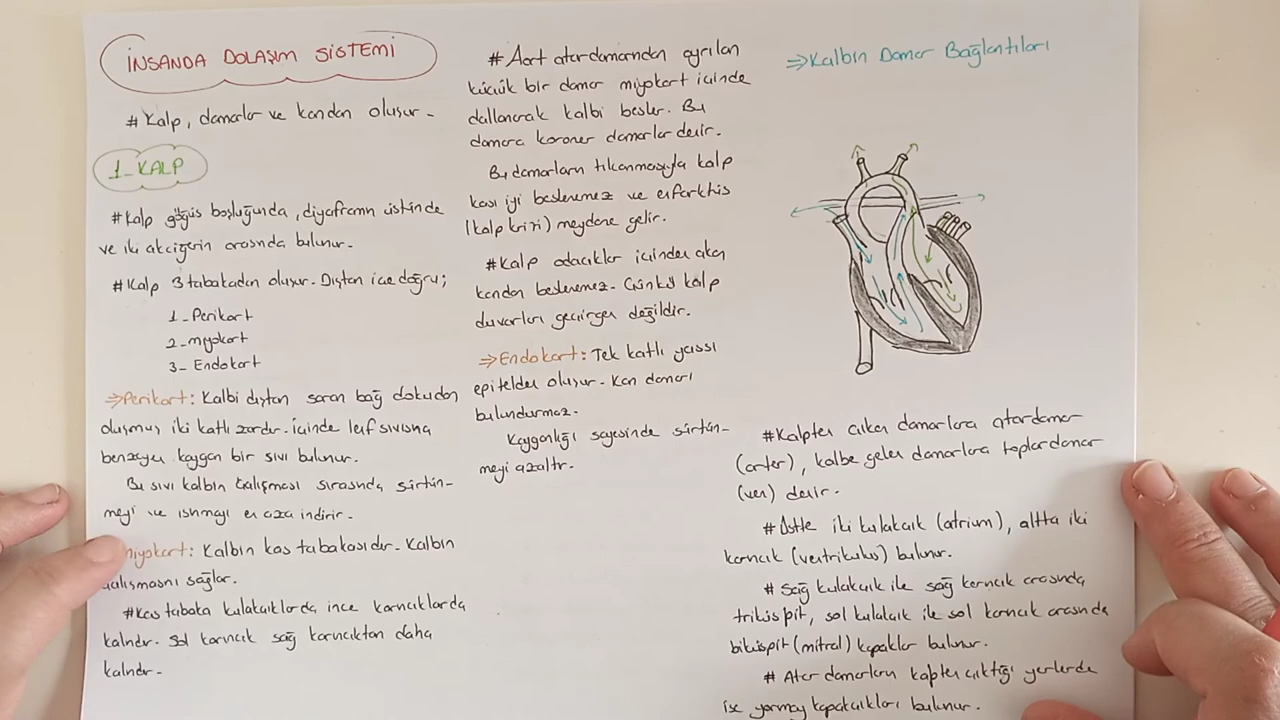 İNSANDA DOLAŞIM SİSTEMİ
# Kalp, damarlar ve kandan oluşur.
1_ KALP
# Kalp göğüs boşluğunda, diyaframın üstünde
ve iki akciğerin arasında bulunur.
# Kalp 3 tabakadan oluşur. Dıştan içe doğru;
1_ Perikart
2_ myokart
3_ Endokart
⇒Perikart: Kalbi dıştan saran bağ dokudan
oluşmuş iki katlı zardır. İçinde lenf sıvısına
benzeyen kaygan bir sıvı bulunur.
Bu sıvı kalbin çalışması sırasında sürtün-
meyi ve ısınmayı en aza indirir.
miyokart: Kalbin kas tabakasıdır. Kalbin
çalışmasını sağlar.
# Kas tabaka kulakçıklarda ince karıncıklarda
kalındır. Sol karıncık sağ karıncıktan daha
kalındır.
# Aort atardamarından ayrılan
küçük bir damar miyokart içinde
dallanarak kalbi besler. Bu
damara koroner damarlar denir.
Bu damarların tıkanmasıyla kalp
kası iyi beslenemez ve enfarktüs
(kalp krizi) meydana gelir.
# Kalp odacıklar içinden akan
kandan beslenemez. Çünkü kalp
duvarları geçirgen değildir.
⇒Endokart: Tek katlı yassı
epitelden oluşur. Kan damarı
bulundurmaz.
Kayganlığı sayesinde sürtün-
meyi azaltır.
⇒Kalbin Damar Bağlantıları
# Kalpten çıkan damarlara atardamar
(arter), kalbe gelen damarlara toplardamar
(ven) denir.
# Üstte iki kulakçık (atrium), altta iki
karıncık (ventrikulus) bulunur.
# Sağ kulakçık ile sağ karıncık arasında
trikuspit, sol kulakçık ile sol karıncık arasında
biküspit (mitral) kapaklar bulunur.
# Atar damarların kalpten çıktığı yerlerde
ise yarımay kapakçıkları bulunur.